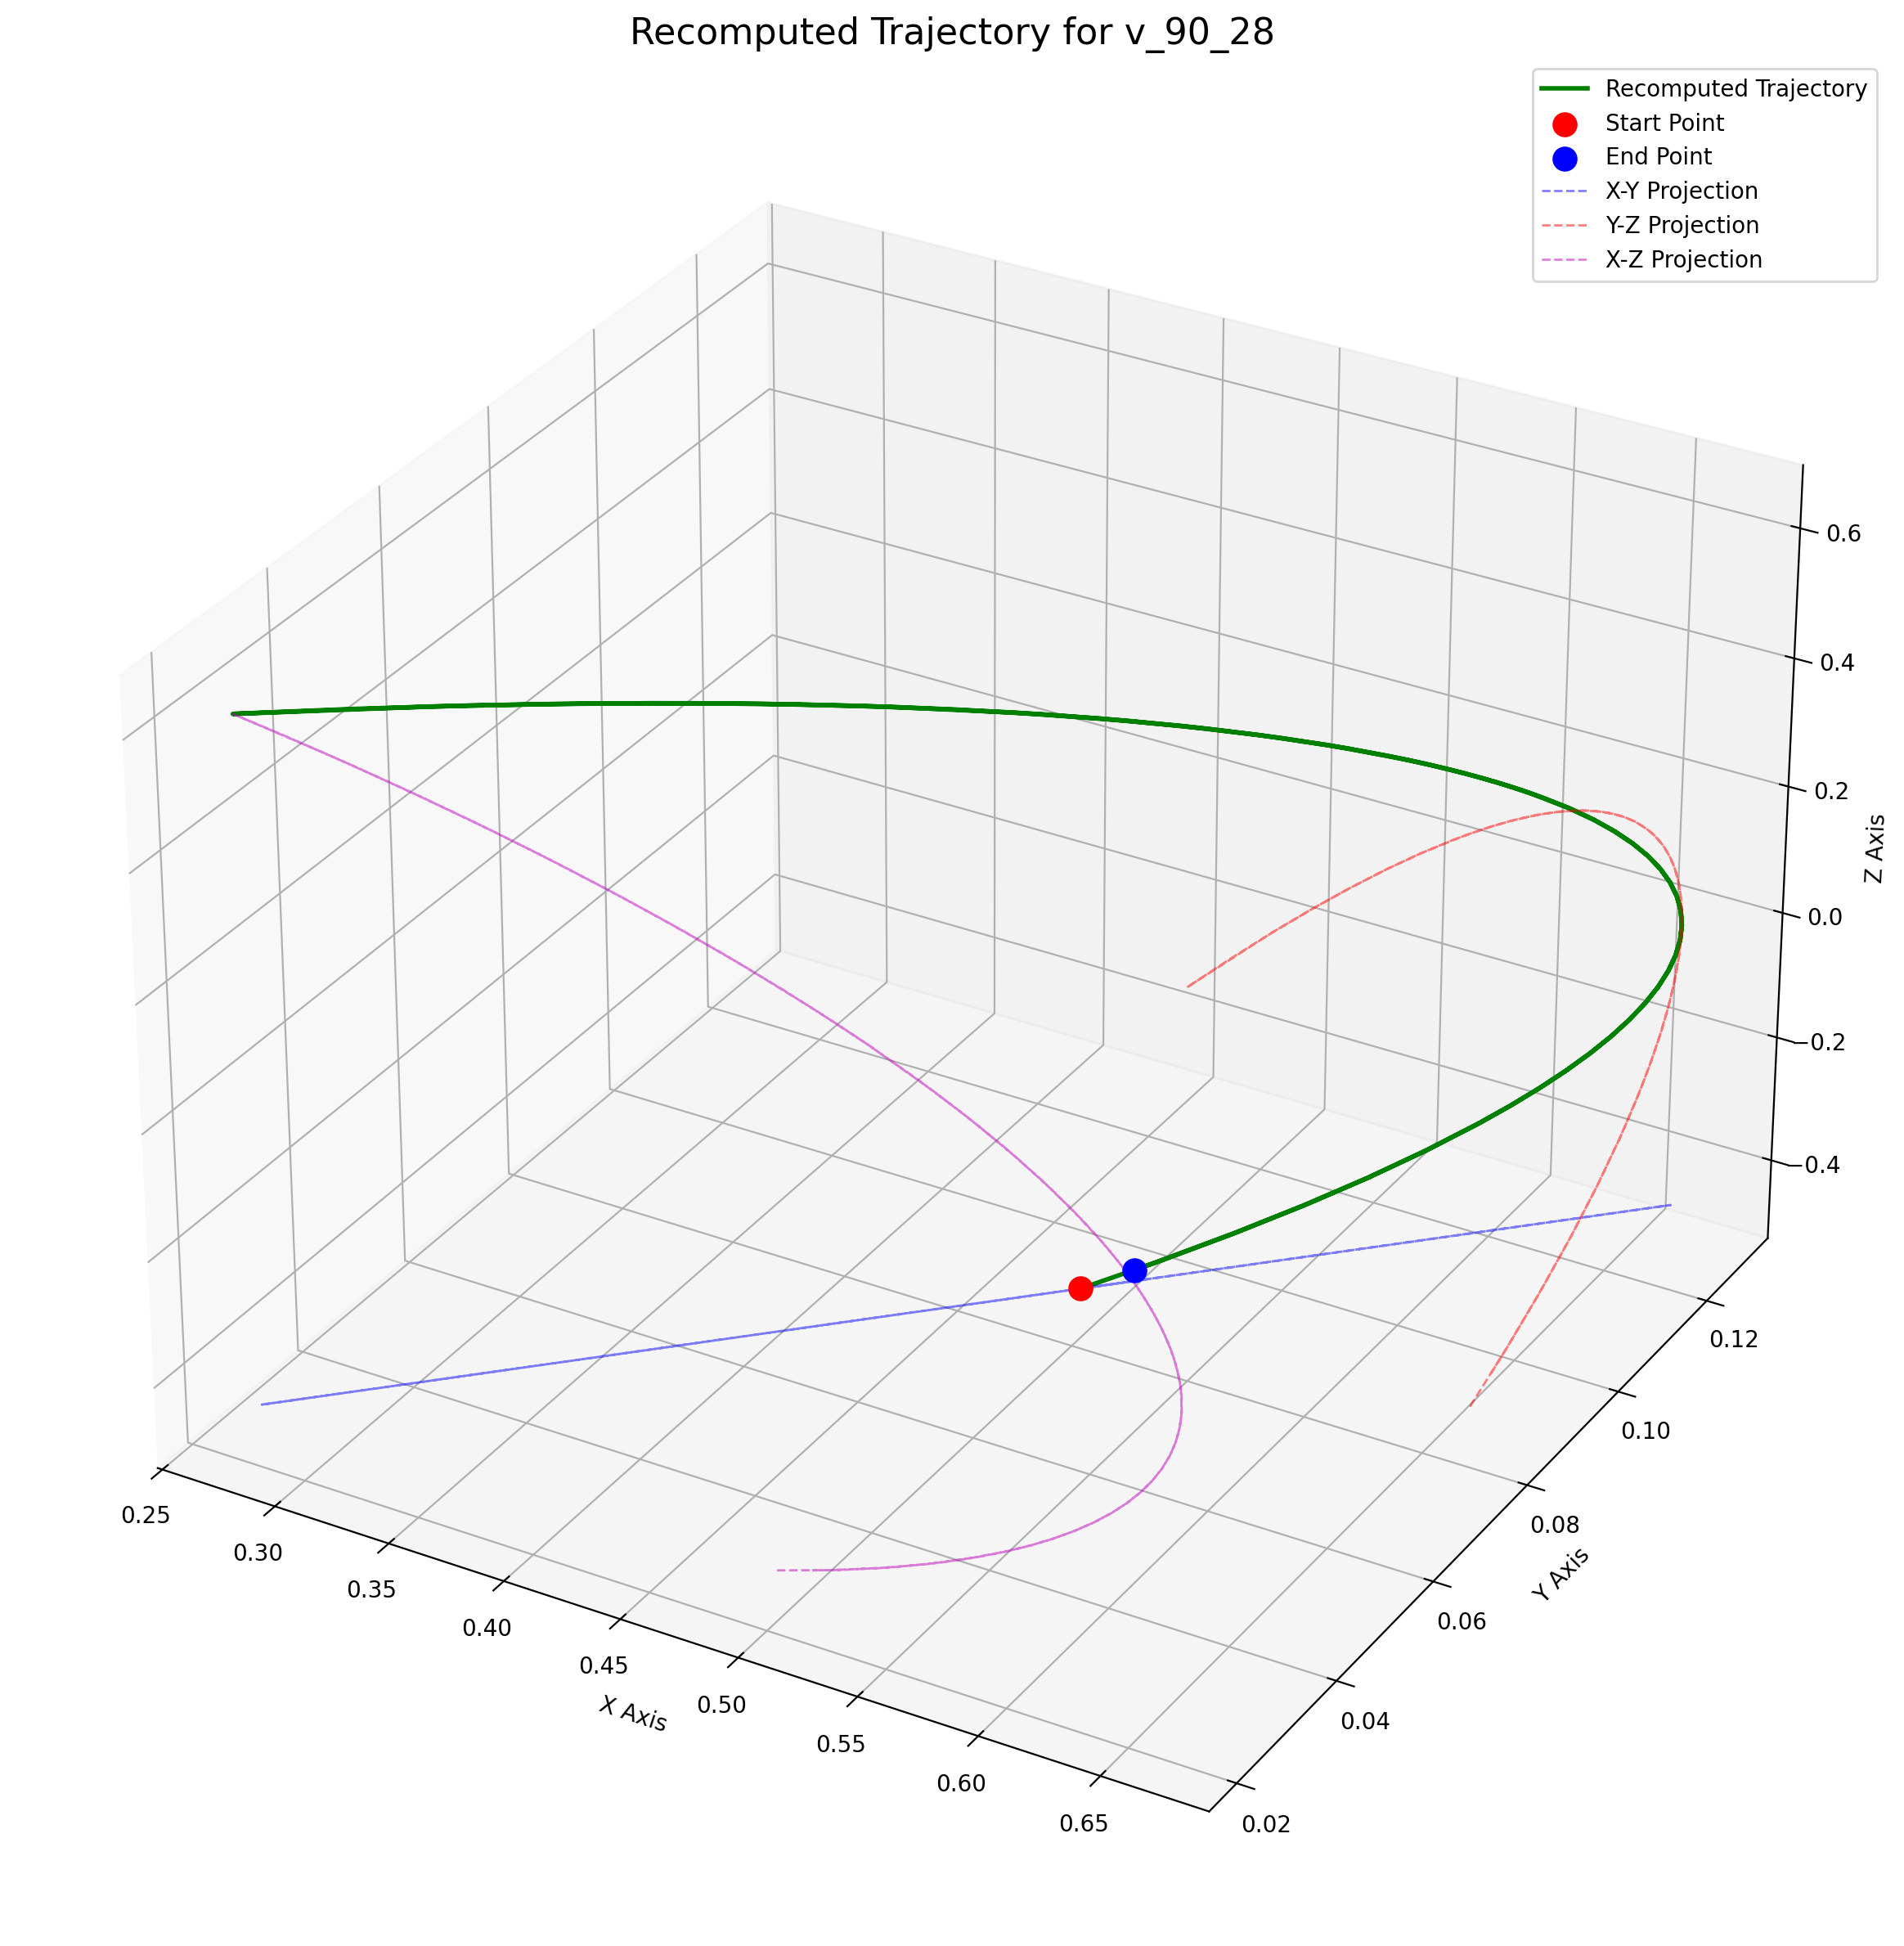 Recomputed Trajectory for v_90_28
Recomputed Trajectory
Start Point
End Point
X-Y Projection
Y-Z Projection
X-Z Projection
0.6
0.4
0.2
0.0
−0.2
−0.4
Z Axis
0.12
0.10
0.08
0.06
0.04
0.02
Y Axis
0.25
0.30
0.35
0.40
0.45
0.50
0.55
0.60
0.65
X Axis